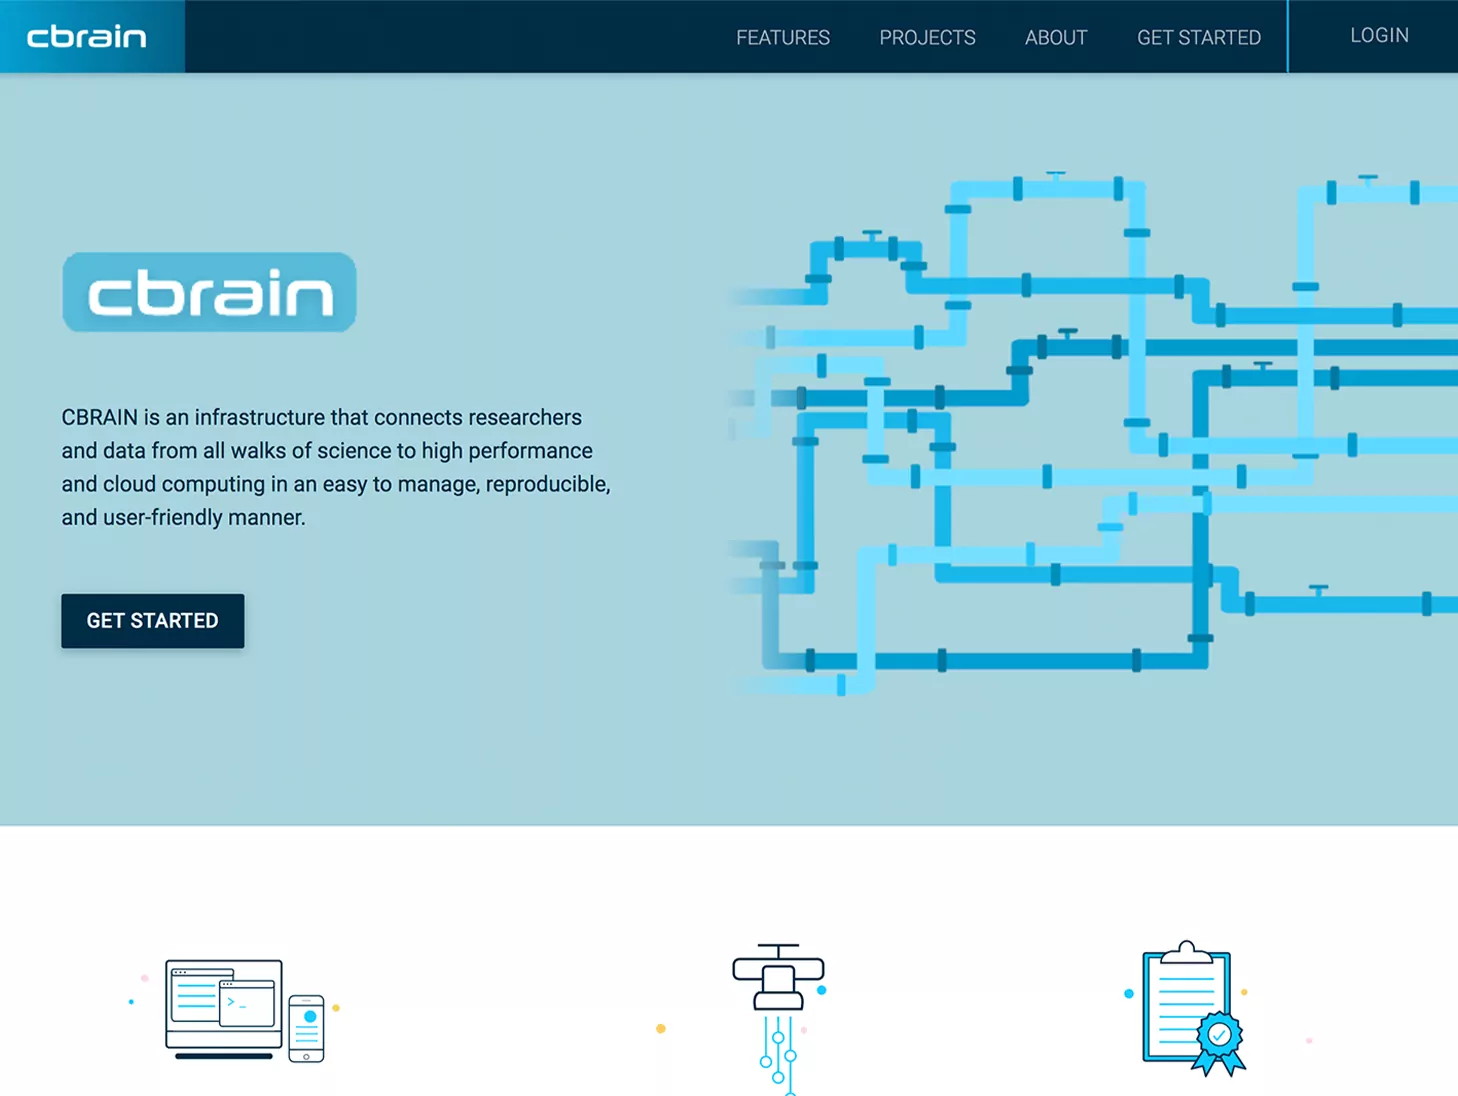 cbrain
FEATURES
PROJECTS
ABOUT
GET STARTED
LOGIN
cbrain
CBRAIN is an infrastructure that connects researchers
and data from all walks of science to high performance
and cloud computing in an easy to manage, reproducible,
and user-friendly manner.
GET STARTED